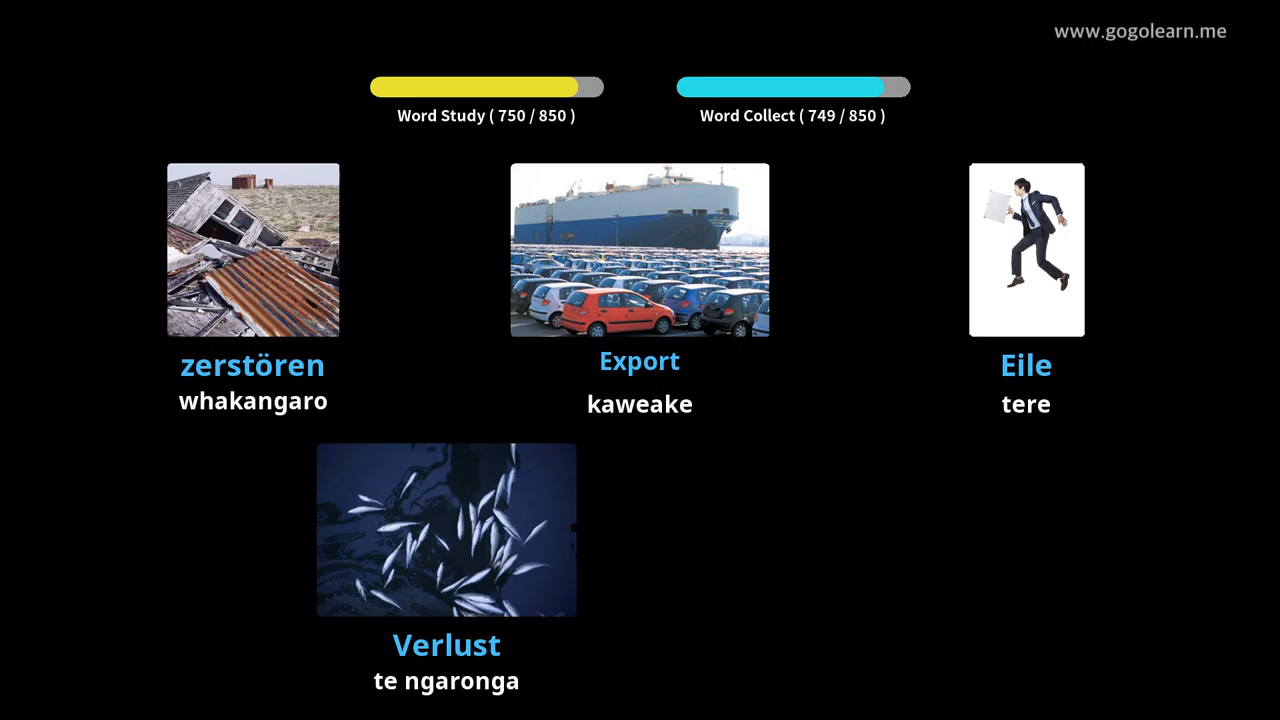 www.gogolearn.me
Word Study ( 750 / 850 )
Word Collect ( 749 / 850 )
zerstören
whakangaro
Export
kaweake
Eile
tere
Verlust
te ngaronga